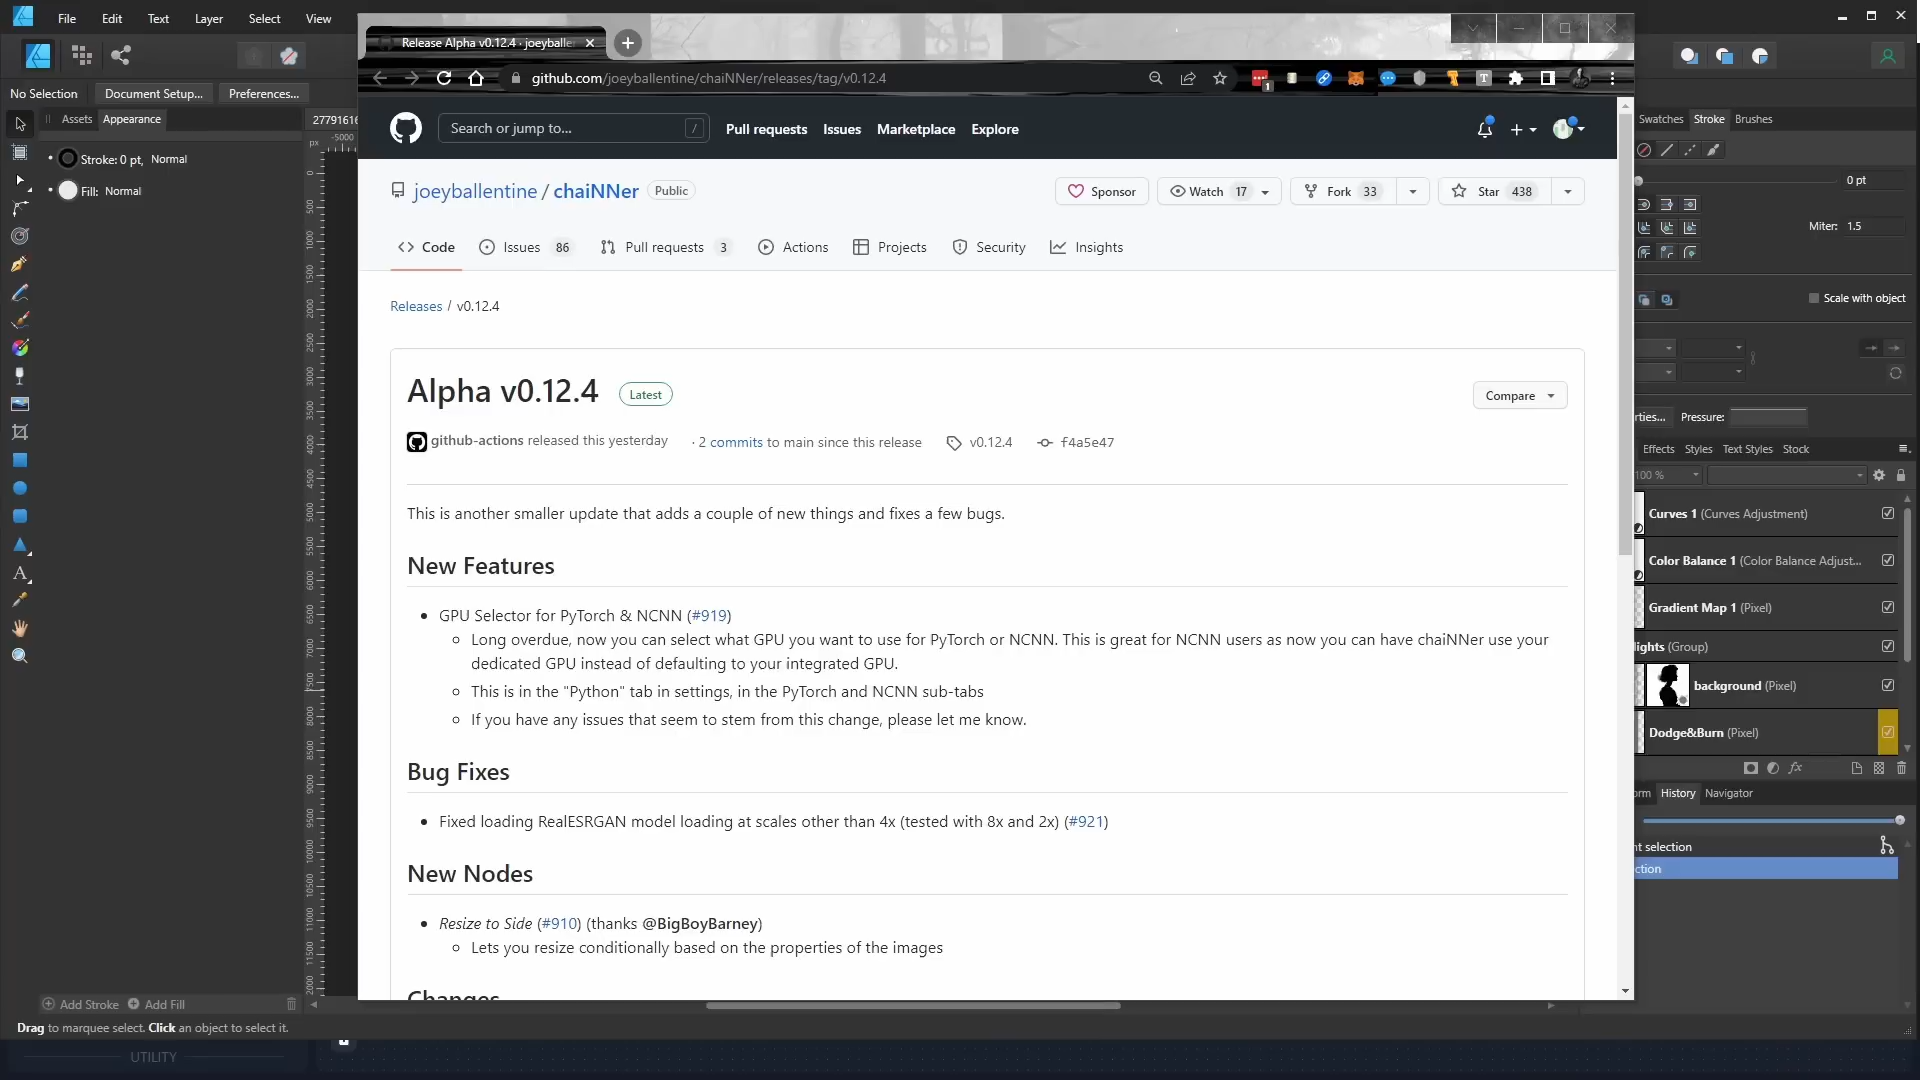 File Edit Text Layer Select View
No Selection Document Setup... Preferences...
Assets Appearance
Stroke: 0 pt, Normal
Fill: Normal
27791616
px
-5000
Release Alpha v0.12.4 · joeyballe
github.com/joeyballentine/chaiNNer/releases/tag/v0.12.4
Search or jump to... /
Pull requests Issues Marketplace Explore
joeyballentine / chaiNNer Public
Sponsor Watch 17 Fork 33 Star 438
Code Issues 86 Pull requests 3 Actions Projects Security Insights
Releases / v0.12.4
Alpha v0.12.4 Latest
Compare
github-actions released this yesterday · 2 commits to main since this release v0.12.4 f4a5e47
This is another smaller update that adds a couple of new things and fixes a few bugs.
New Features
GPU Selector for PyTorch & NCNN (#919)
Long overdue, now you can select what GPU you want to use for PyTorch or NCNN. This is great for NCNN users as now you can have chaiNNer use your
dedicated GPU instead of defaulting to your integrated GPU.
This is in the "Python" tab in settings, in the PyTorch and NCNN sub-tabs
If you have any issues that seem to stem from this change, please let me know.
Bug Fixes
Fixed loading RealESRGAN model loading at scales other than 4x (tested with 8x and 2x) (#921)
New Nodes
Resize to Side (#910) (thanks @BigBoyBarney)
Lets you resize conditionally based on the properties of the images
Changes
Swatches Stroke Brushes
0 pt
Miter: 1.5
Scale with object
rties... Pressure:
Effects Styles Text Styles Stock
100 %
Curves 1 (Curves Adjustment)
Color Balance 1 (Color Balance Adjust...
Gradient Map 1 (Pixel)
lights (Group)
background (Pixel)
Dodge&Burn (Pixel)
fx
orm History Navigator
nt selection
ction
Add Stroke Add Fill
Drag to marquee select. Click an object to select it.
UTILITY